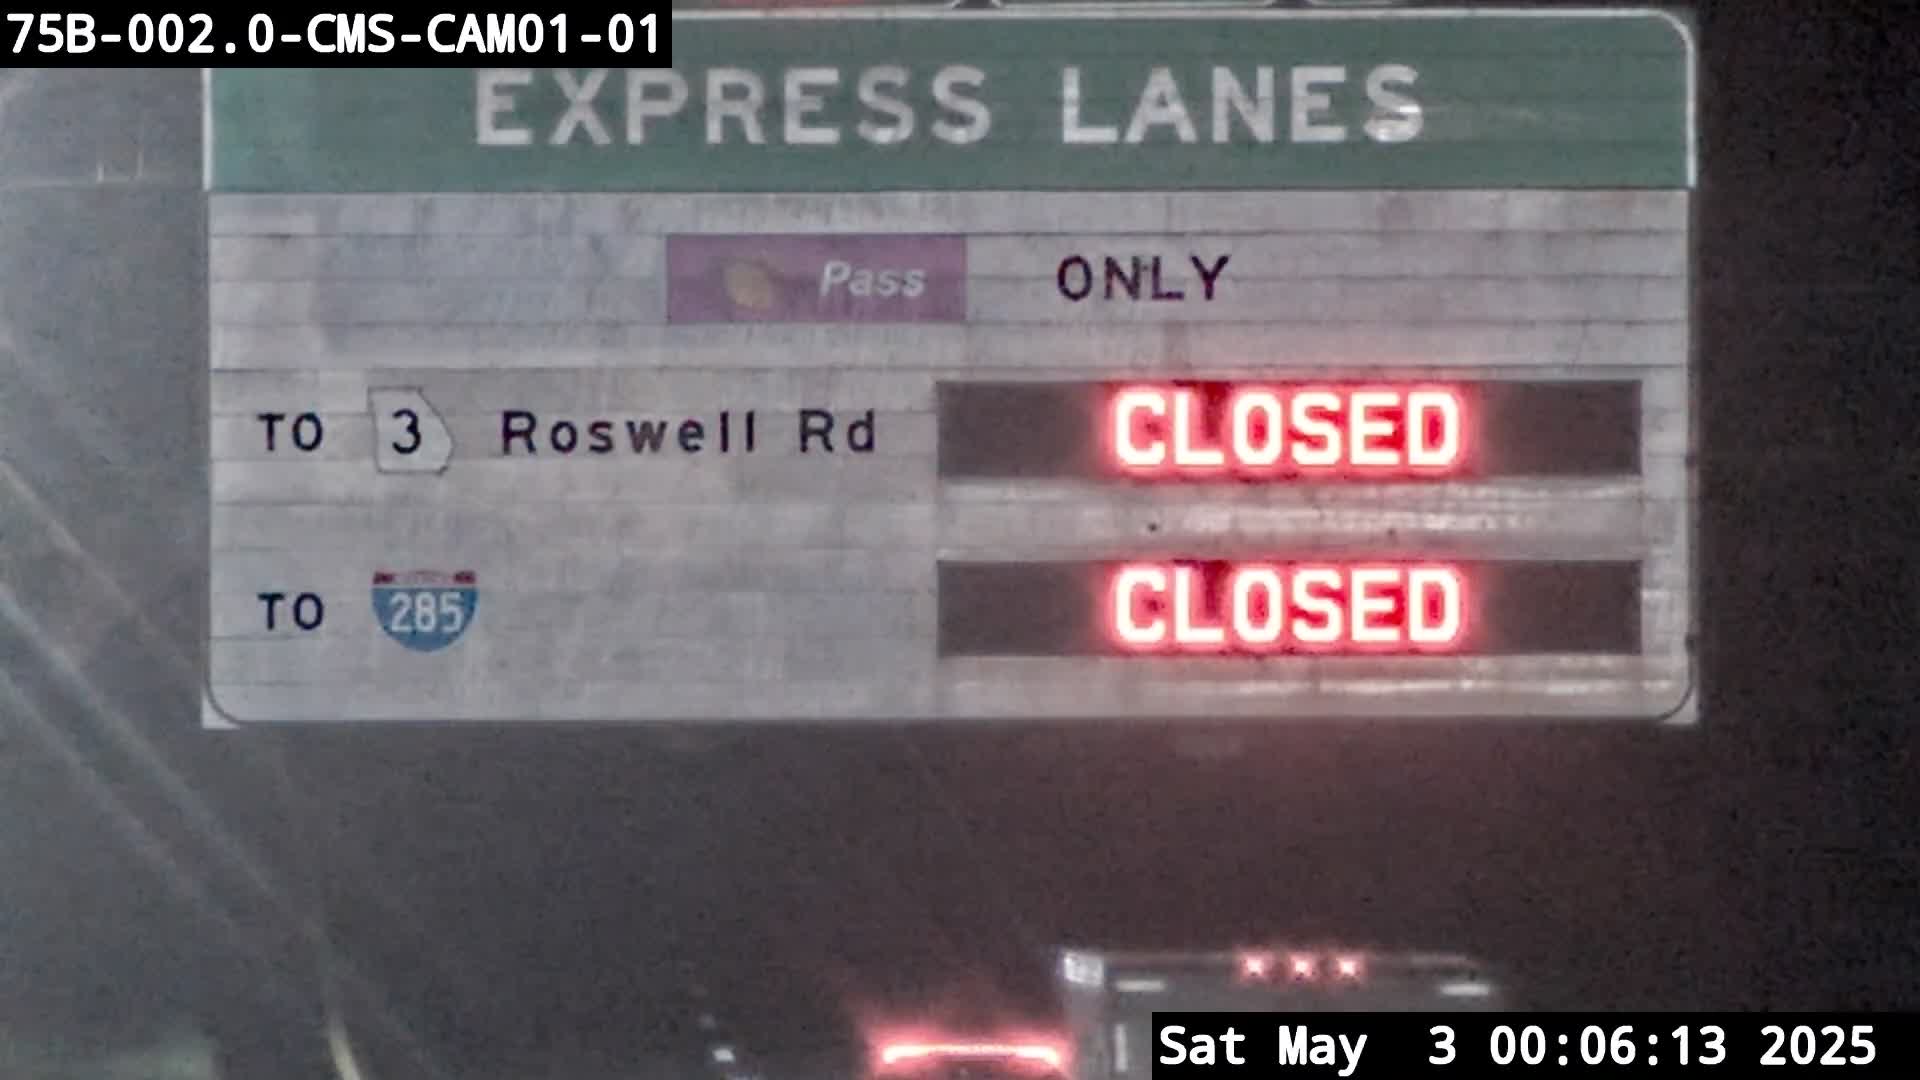 75B-002.0-CMS-CAM01-01
EXPRESS LANES
Pass ONLY
TO 3 Roswell Rd CLOSED
TO 285 CLOSED
Sat May 3 00:06:13 2025